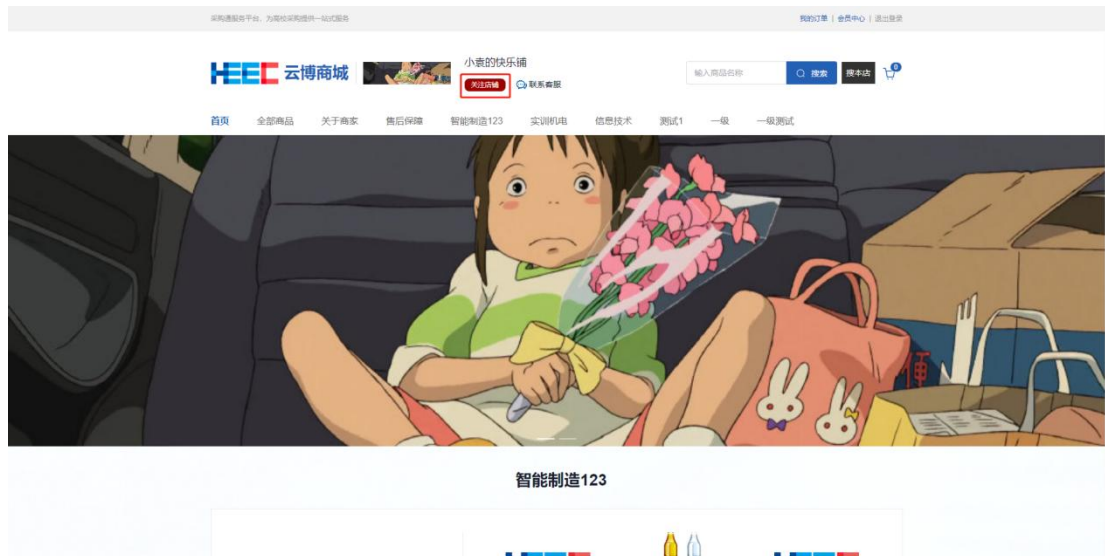 采购通服务平台，为高校采购提供一站式服务
我的订单 | 会员中心 | 退出登录
HEEC 云博商城
小袁的快乐捕
关注店铺 联系客服
输入商品名称 搜索 搜本店 0
首页 全部商品 关于商家 售后保障 智能制造123 实训机电 信息技术 测试1 一级 一级测试
智能制造123